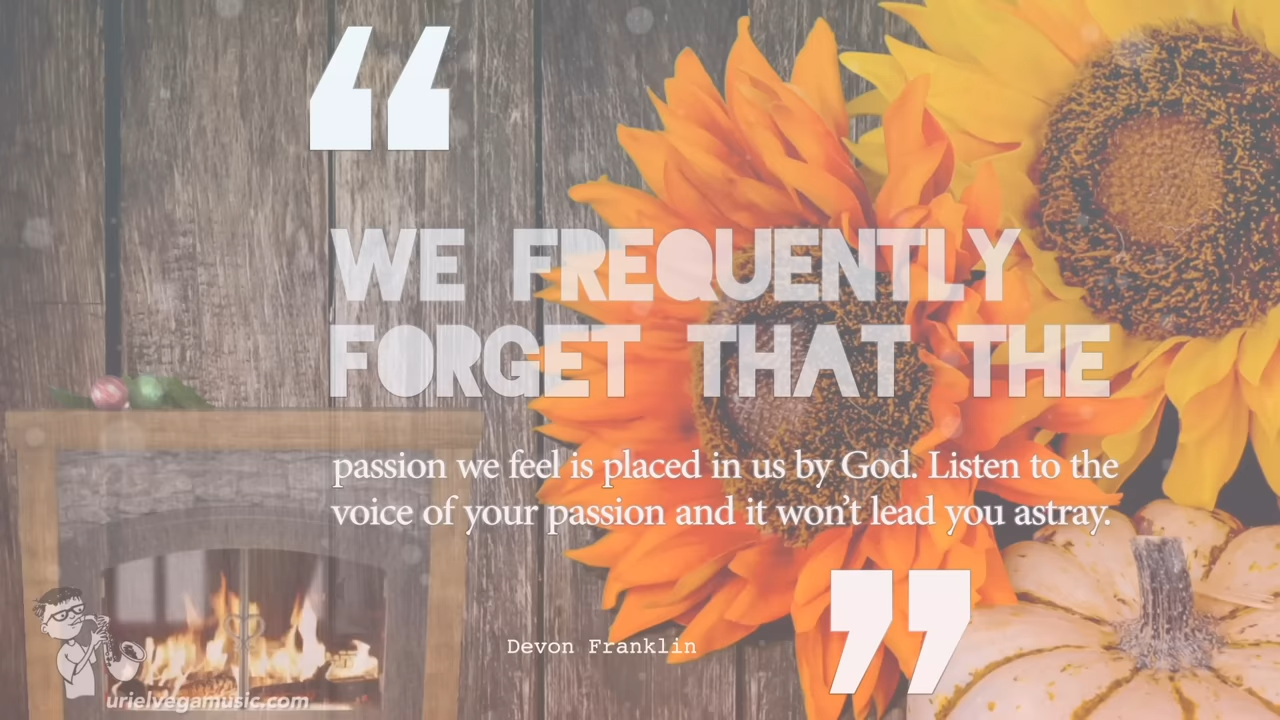 “
WE FREQUENTLY
FORGET THAT THE
passion we feel is placed in us by God. Listen to the
voice of your passion and it won’t lead you astray.
”
Devon Franklin
urielvegamusic.com